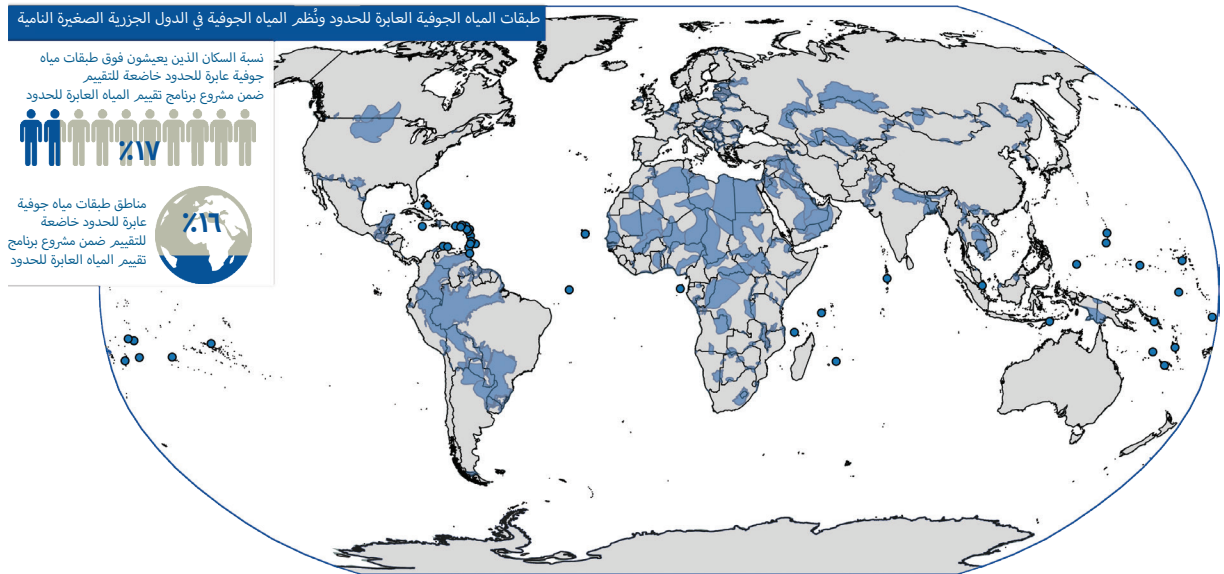 طبقات المياه الجوفية العابرة للحدود ونُظم المياه الجوفية في الدول الجزرية الصغيرة النامية
نسبة السكان الذين يعيشون فوق طبقات مياه
جوفية عابرة للحدود خاضعة للتقييم
ضمن مشروع برنامج تقييم المياه العابرة للحدود
٪١٧
مناطق طبقات مياه جوفية
عابرة للحدود خاضعة
للتقييم ضمن مشروع برنامج
تقييم المياه العابرة للحدود
٪١٦